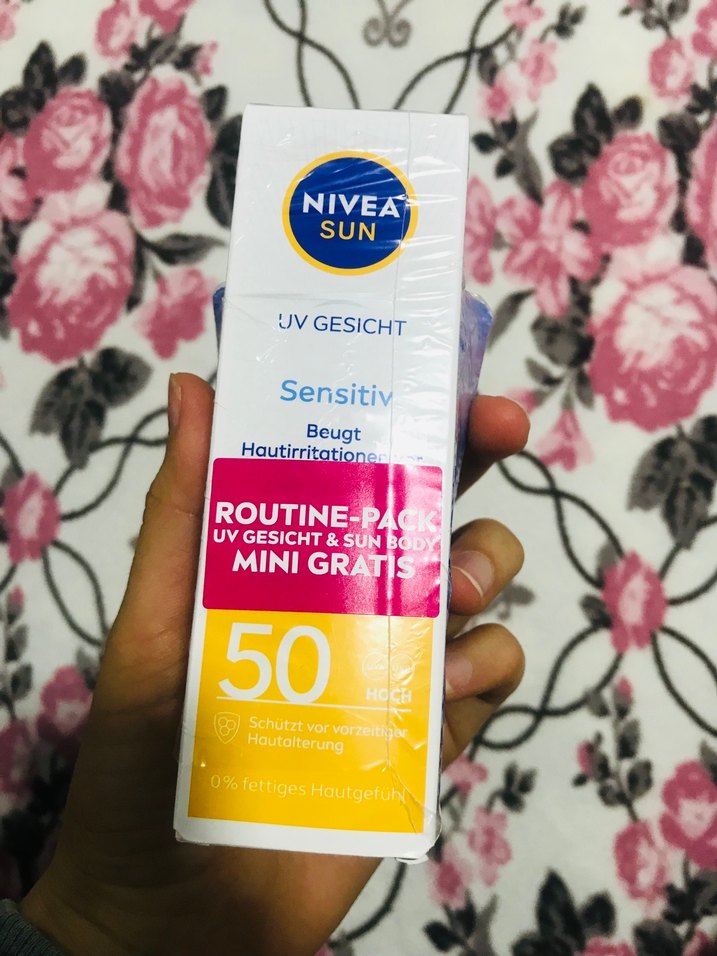 NIVEA
SUN
UV GESICHT
Sensitiv
Beugt
Hautirritationen vor
ROUTINE-PACK
UV GESICHT & SUN BODY
MINI GRATIS
50
HOCH
Schützt vor vorzeitiger
Hautalterung
0% fettiges Hautgefühl